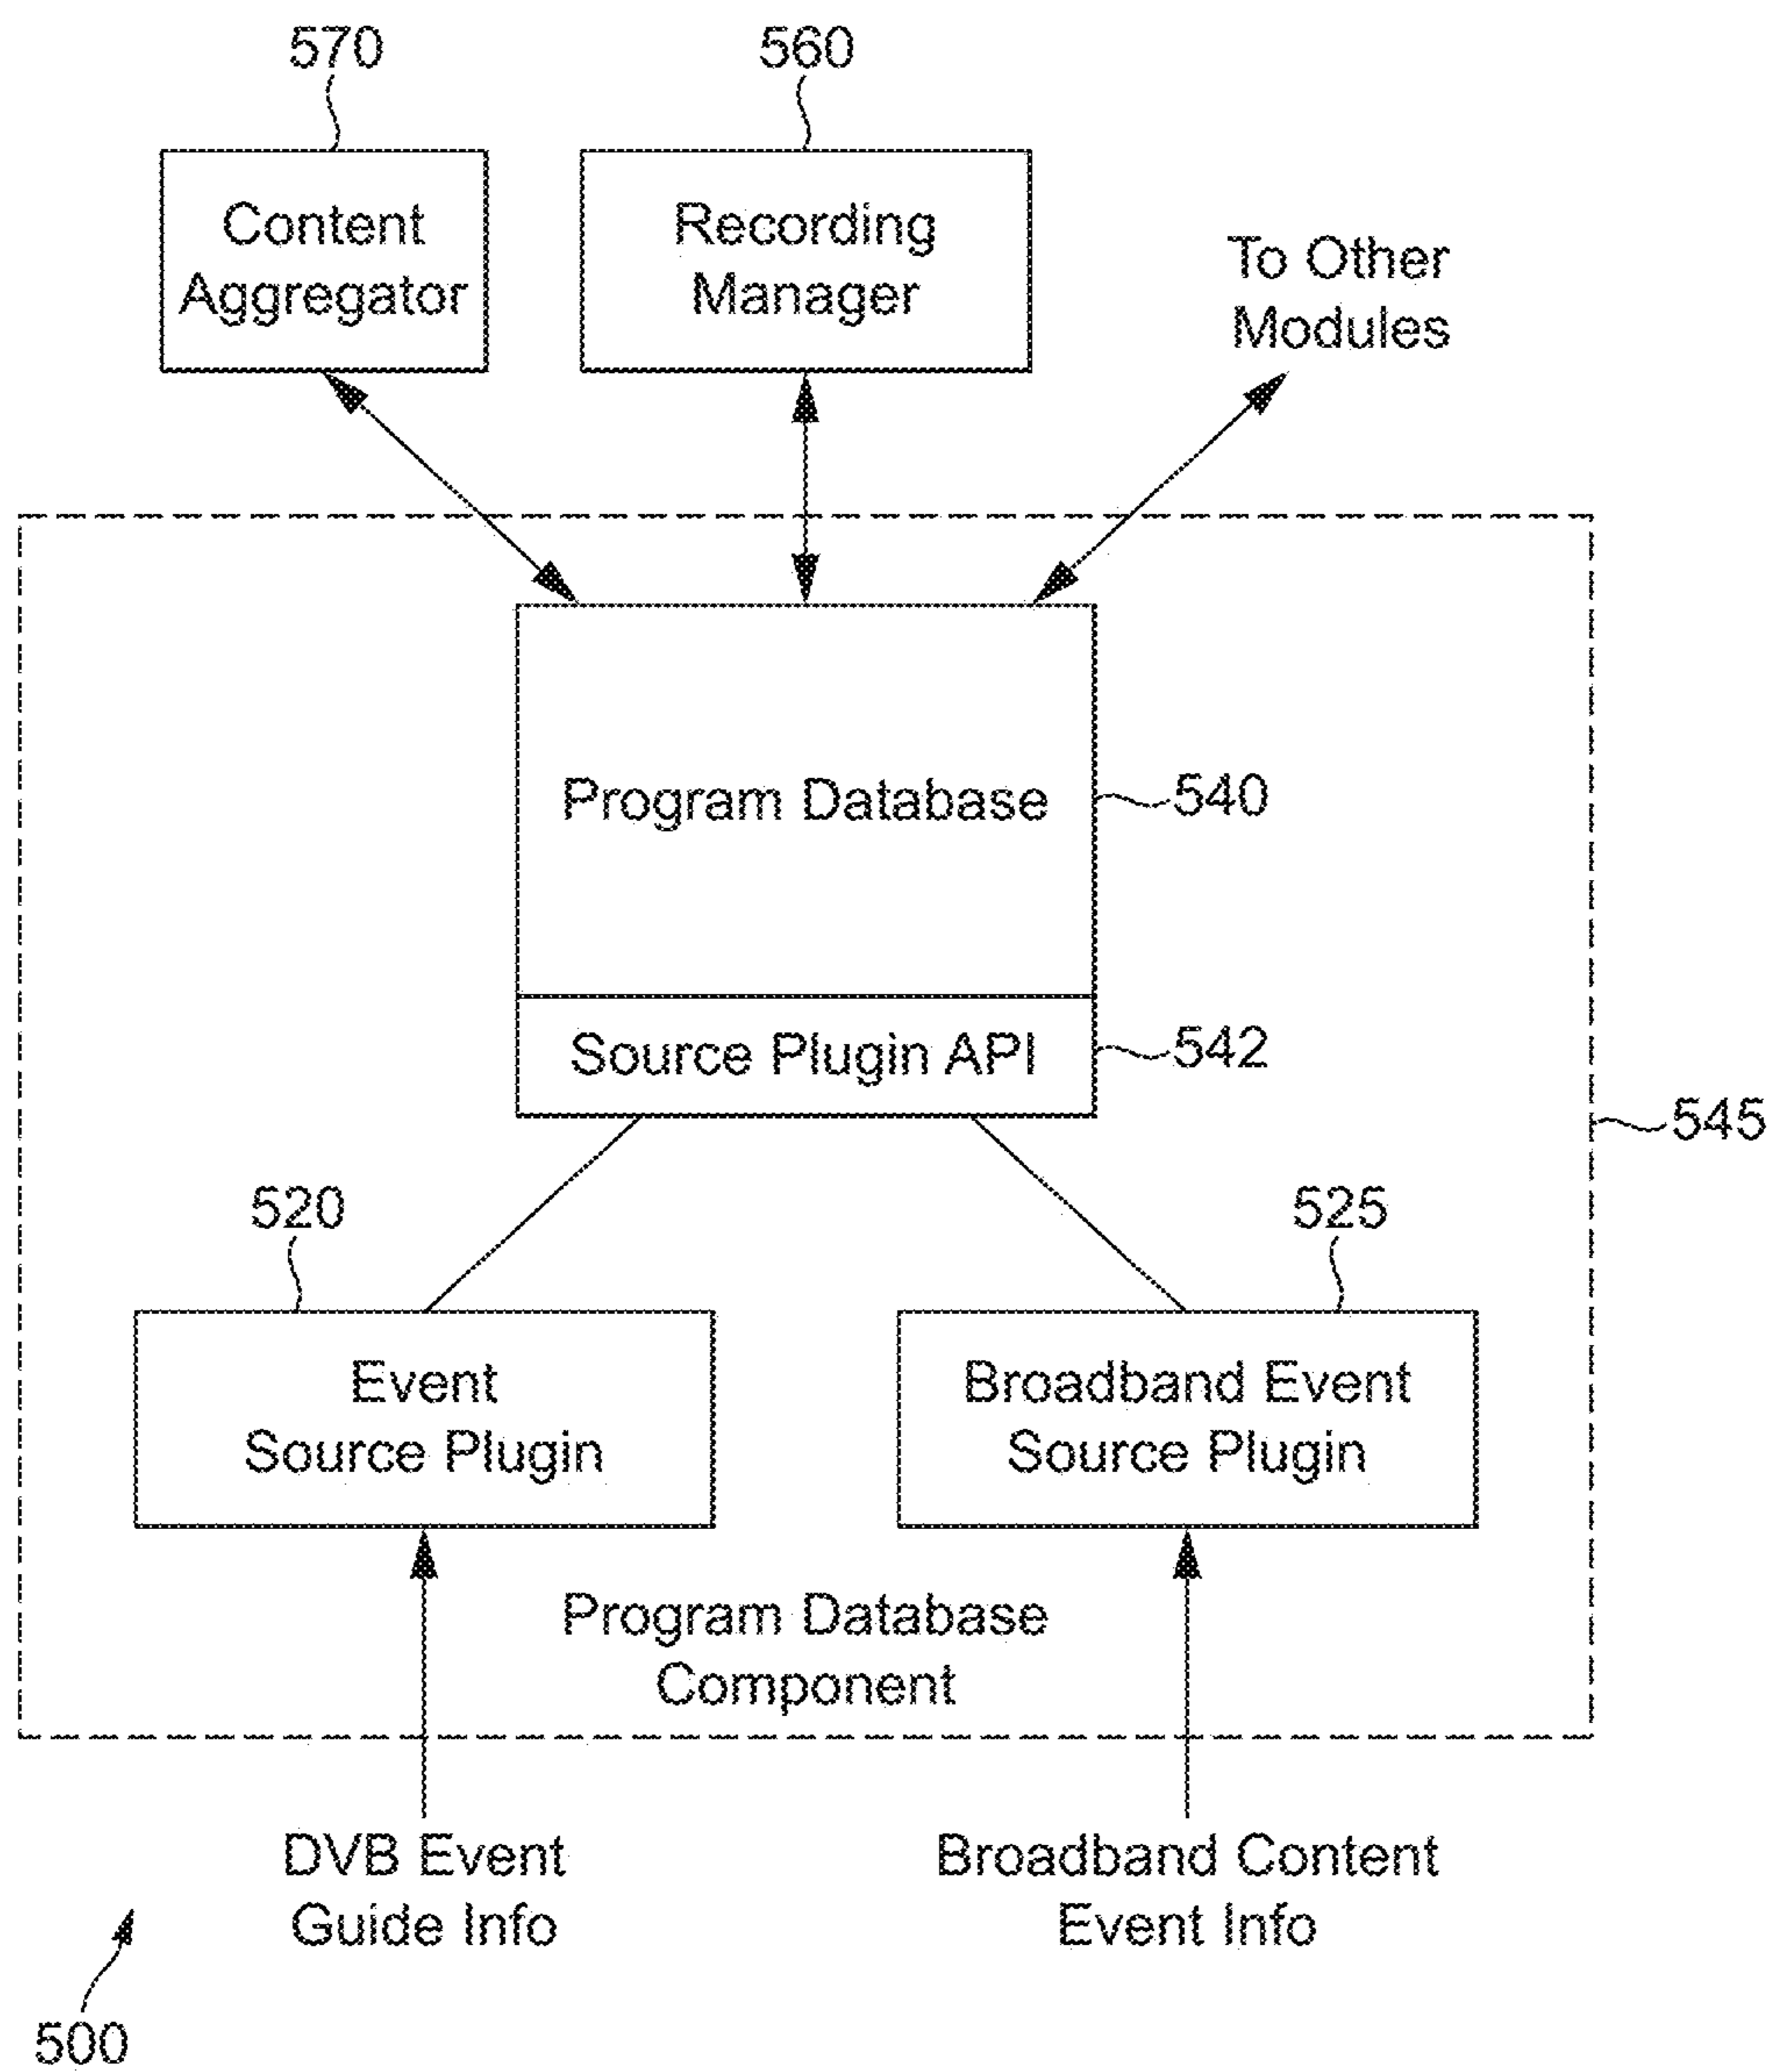 570
560
Content
Aggregator
Recording
Manager
To Other
Modules
Program Database
540
Source Plugin API
542
545
520
525
Event
Source Plugin
Broadband Event
Source Plugin
Program Database
Component
DVB Event
Guide Info
Broadband Content
Event Info
500